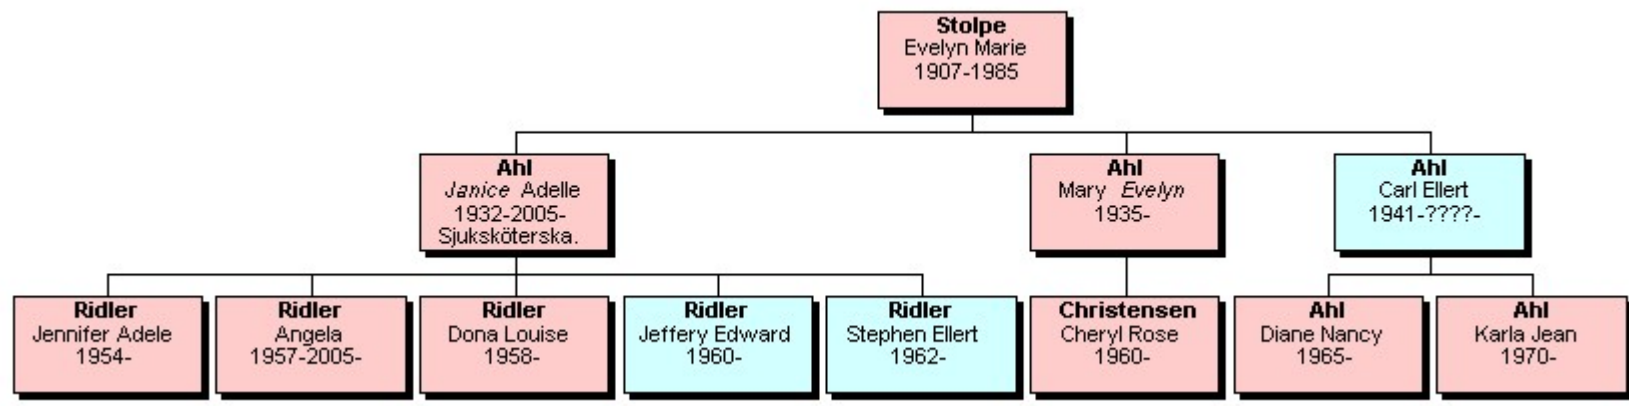 Stolpe
Evelyn Marie
1907-1985
Ahl
Janice Adelle
1932-2005-
Sjuksköterska.
Ahl
Mary Evelyn
1935-
Ahl
Carl Ellert
1941-????-
Ridler
Jennifer Adele
1954-
Ridler
Angela
1957-2005-
Ridler
Dona Louise
1958-
Ridler
Jeffery Edward
1960-
Ridler
Stephen Ellert
1962-
Christensen
Cheryl Rose
1960-
Ahl
Diane Nancy
1965-
Ahl
Karla Jean
1970-